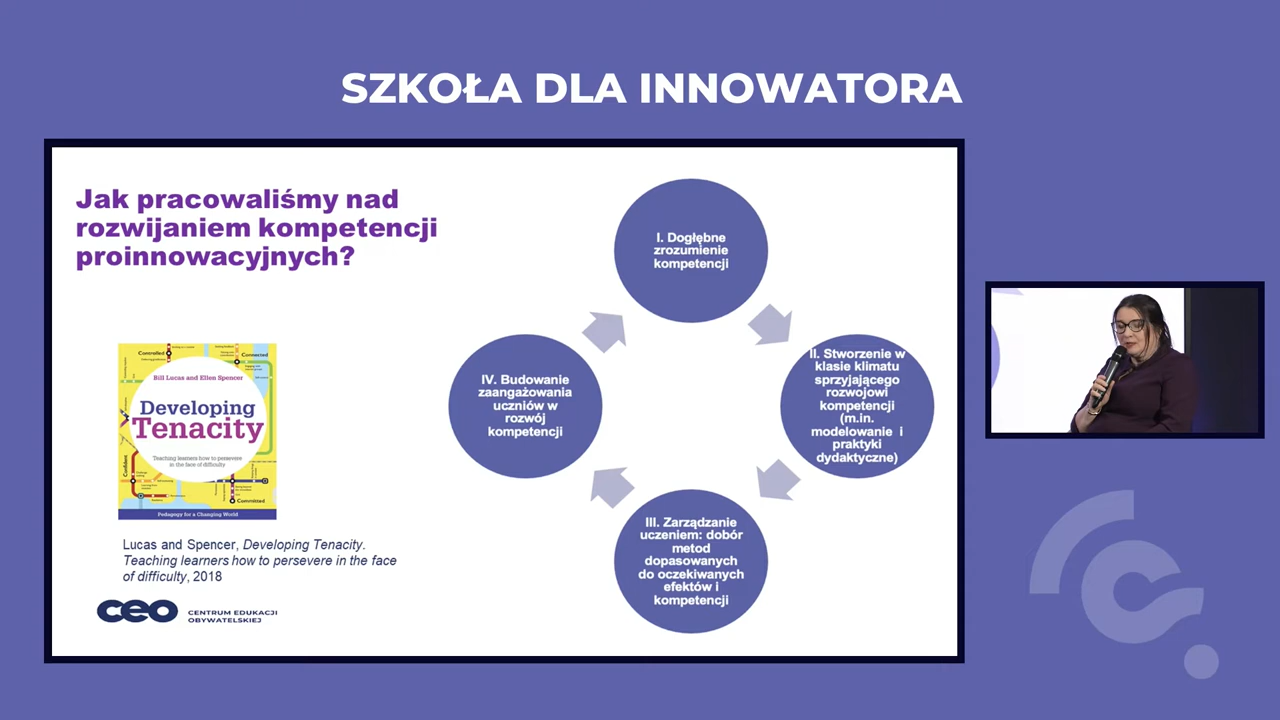 SZKOŁA DLA INNOWATORA
Jak pracowaliśmy nad
rozwijaniem kompetencji
proinnowacyjnych?
Controlled
Connected
Bill Lucas and Ellen Spencer
Developing
Tenacity
Teaching learners how to persevere
in the face of difficulty
Confident
Committed
Pedagogy for a Changing World
Lucas and Spencer, Developing Tenacity.
Teaching learners how to persevere in the face
of difficulty, 2018
ceo
CENTRUM EDUKACJI
OBYWATELSKIEJ
I. Dogłębne
zrozumienie
kompetencji
II. Stworzenie w
klasie klimatu
sprzyjającego
rozwojowi
kompetencji
(m.in.
modelowanie i
praktyki
dydaktyczne)
III. Zarządzanie
uczeniem: dobór
metod
dopasowanych
do oczekiwanych
efektów i
kompetencji
IV. Budowanie
zaangażowania
uczniów w
rozwój
kompetencji